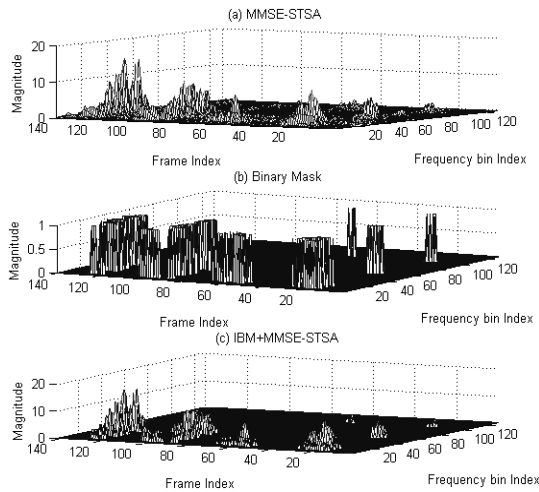 (a) MMSE-STSA
20
10
0
Magnitude
140 120 100 80 60 40 20
20 40 60 80 100 120
Frame Index
Frequency bin Index
(b) Binary Mask
1
0.5
0
Magnitude
140 120 100 80 60 40 20
20 40 60 80 100 120
Frame Index
Frequency bin Index
(c) IBM+MMSE-STSA
20
10
0
Magnitude
140 120 100 80 60 40 20
20 40 60 80 100 120
Frame Index
Frequency bin Index